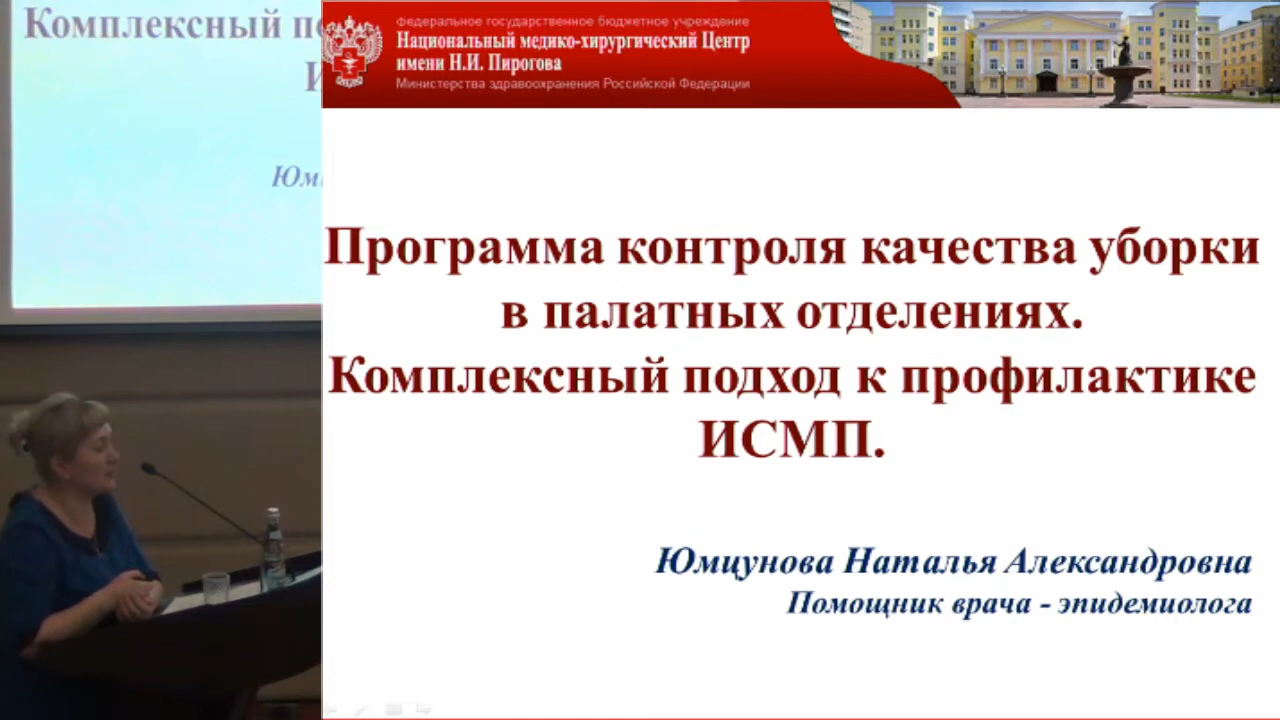 Комплексный
Юм
Федеральное государственное бюджетное учреждение
Национальный медико-хирургический Центр
имени Н.И. Пирогова
Министерства здравоохранения Российской Федерации
Программа контроля качества уборки
в палатных отделениях.
Комплексный подход к профилактике
ИСМП.
Юмцунова Наталья Александровна
Помощник врача - эпидемиолога